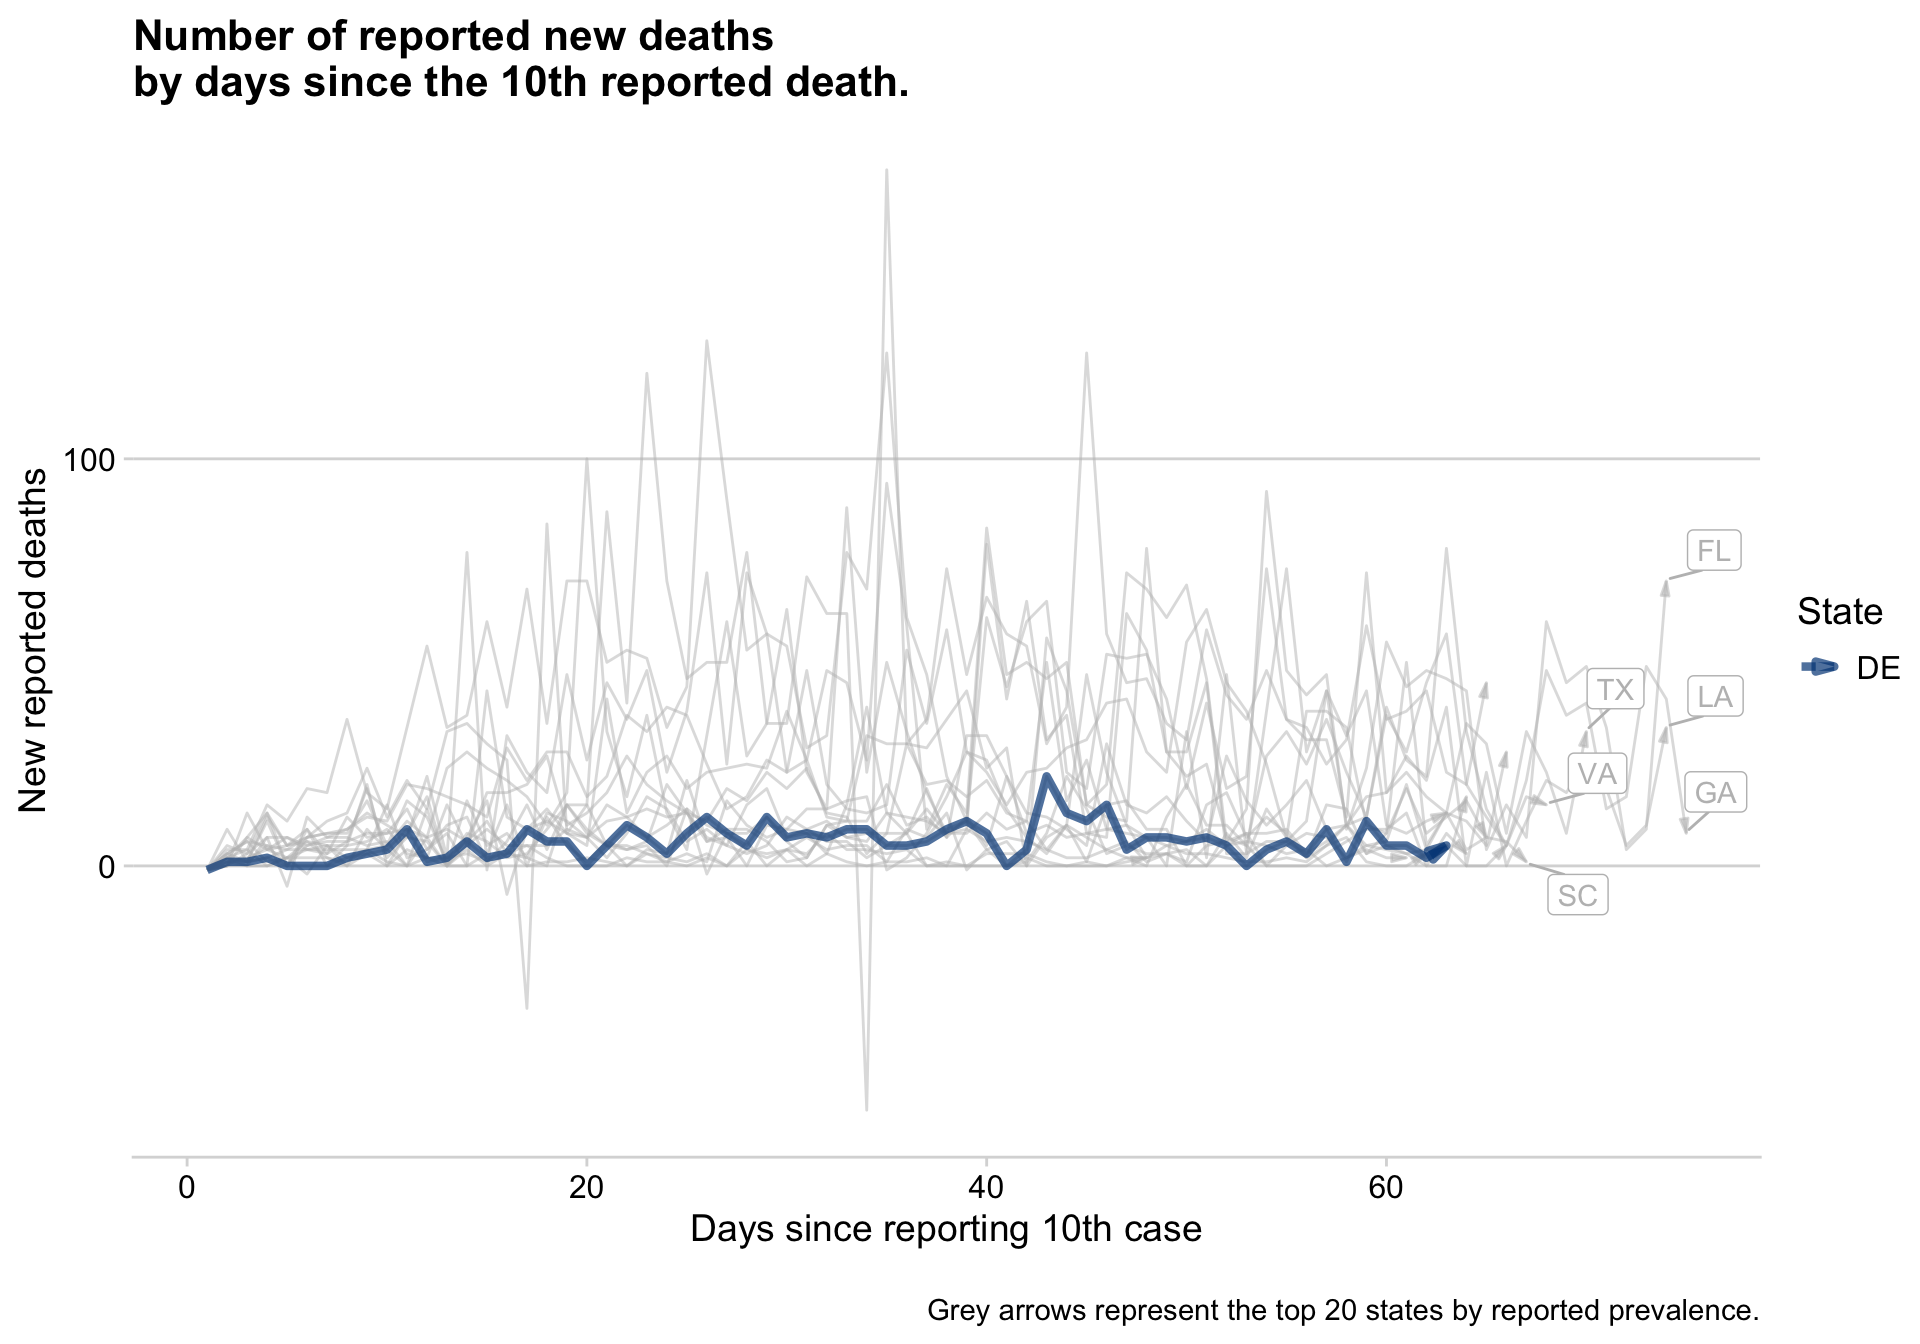 Number of reported new deaths
by days since the 10th reported death.
New reported deaths
100
0
FL
TX
LA
VA
GA
SC
State
DE
0 20 40 60
Days since reporting 10th case
Grey arrows represent the top 20 states by reported prevalence.